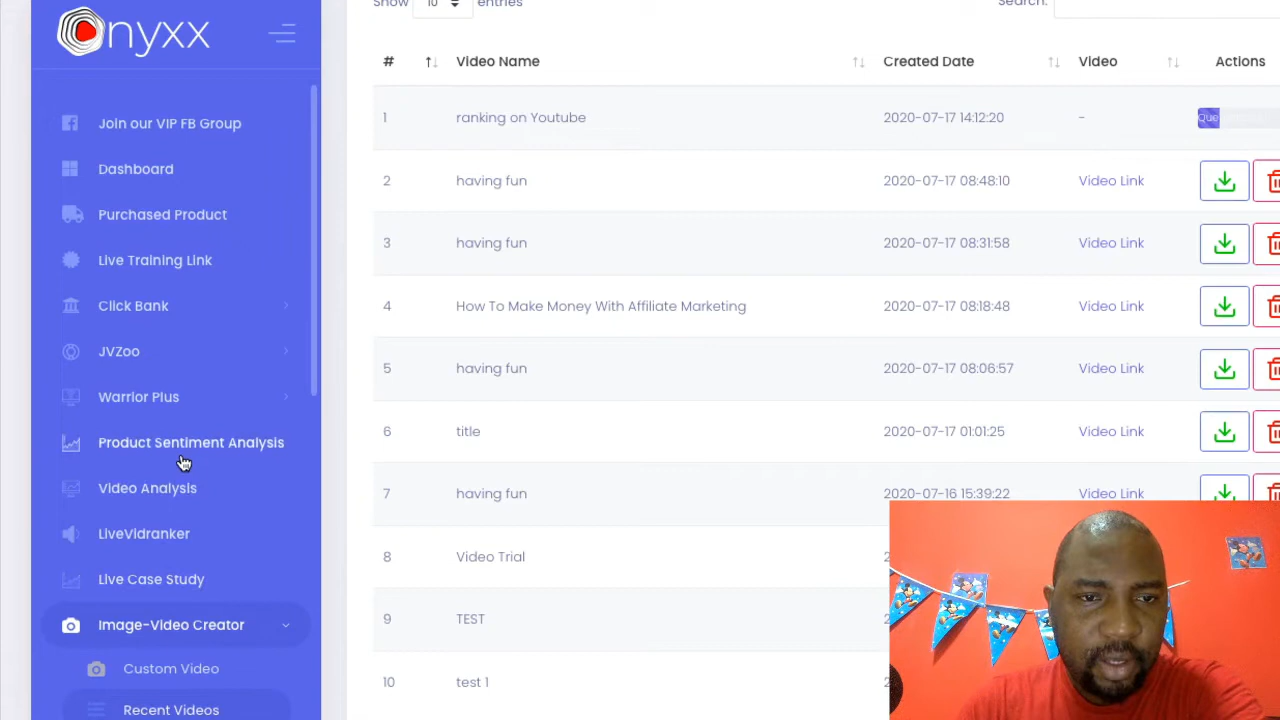 Onyxx
Join our VIP FB Group
Dashboard
Purchased Product
Live Training Link
Click Bank
JVZoo
Warrior Plus
Product Sentiment Analysis
Video Analysis
LiveVidranker
Live Case Study
Image-Video Creator
Custom Video
Recent Videos
Show 10 entries
Search:
# Video Name Created Date Video Actions
1 ranking on Youtube 2020-07-17 14:12:20 - Que
2 having fun 2020-07-17 08:48:10 Video Link
3 having fun 2020-07-17 08:31:58 Video Link
4 How To Make Money With Affiliate Marketing 2020-07-17 08:18:48 Video Link
5 having fun 2020-07-17 08:06:57 Video Link
6 title 2020-07-17 01:01:25 Video Link
7 having fun 2020-07-16 15:39:22 Video Link
8 Video Trial 2
9 TEST 2
10 test 1 2